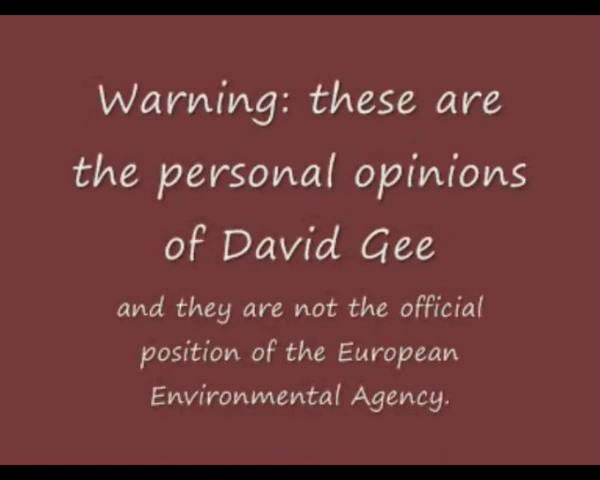 Warning: these are
the personal opinions
of David Gee
and they are not the official
position of the European
Environmental Agency.